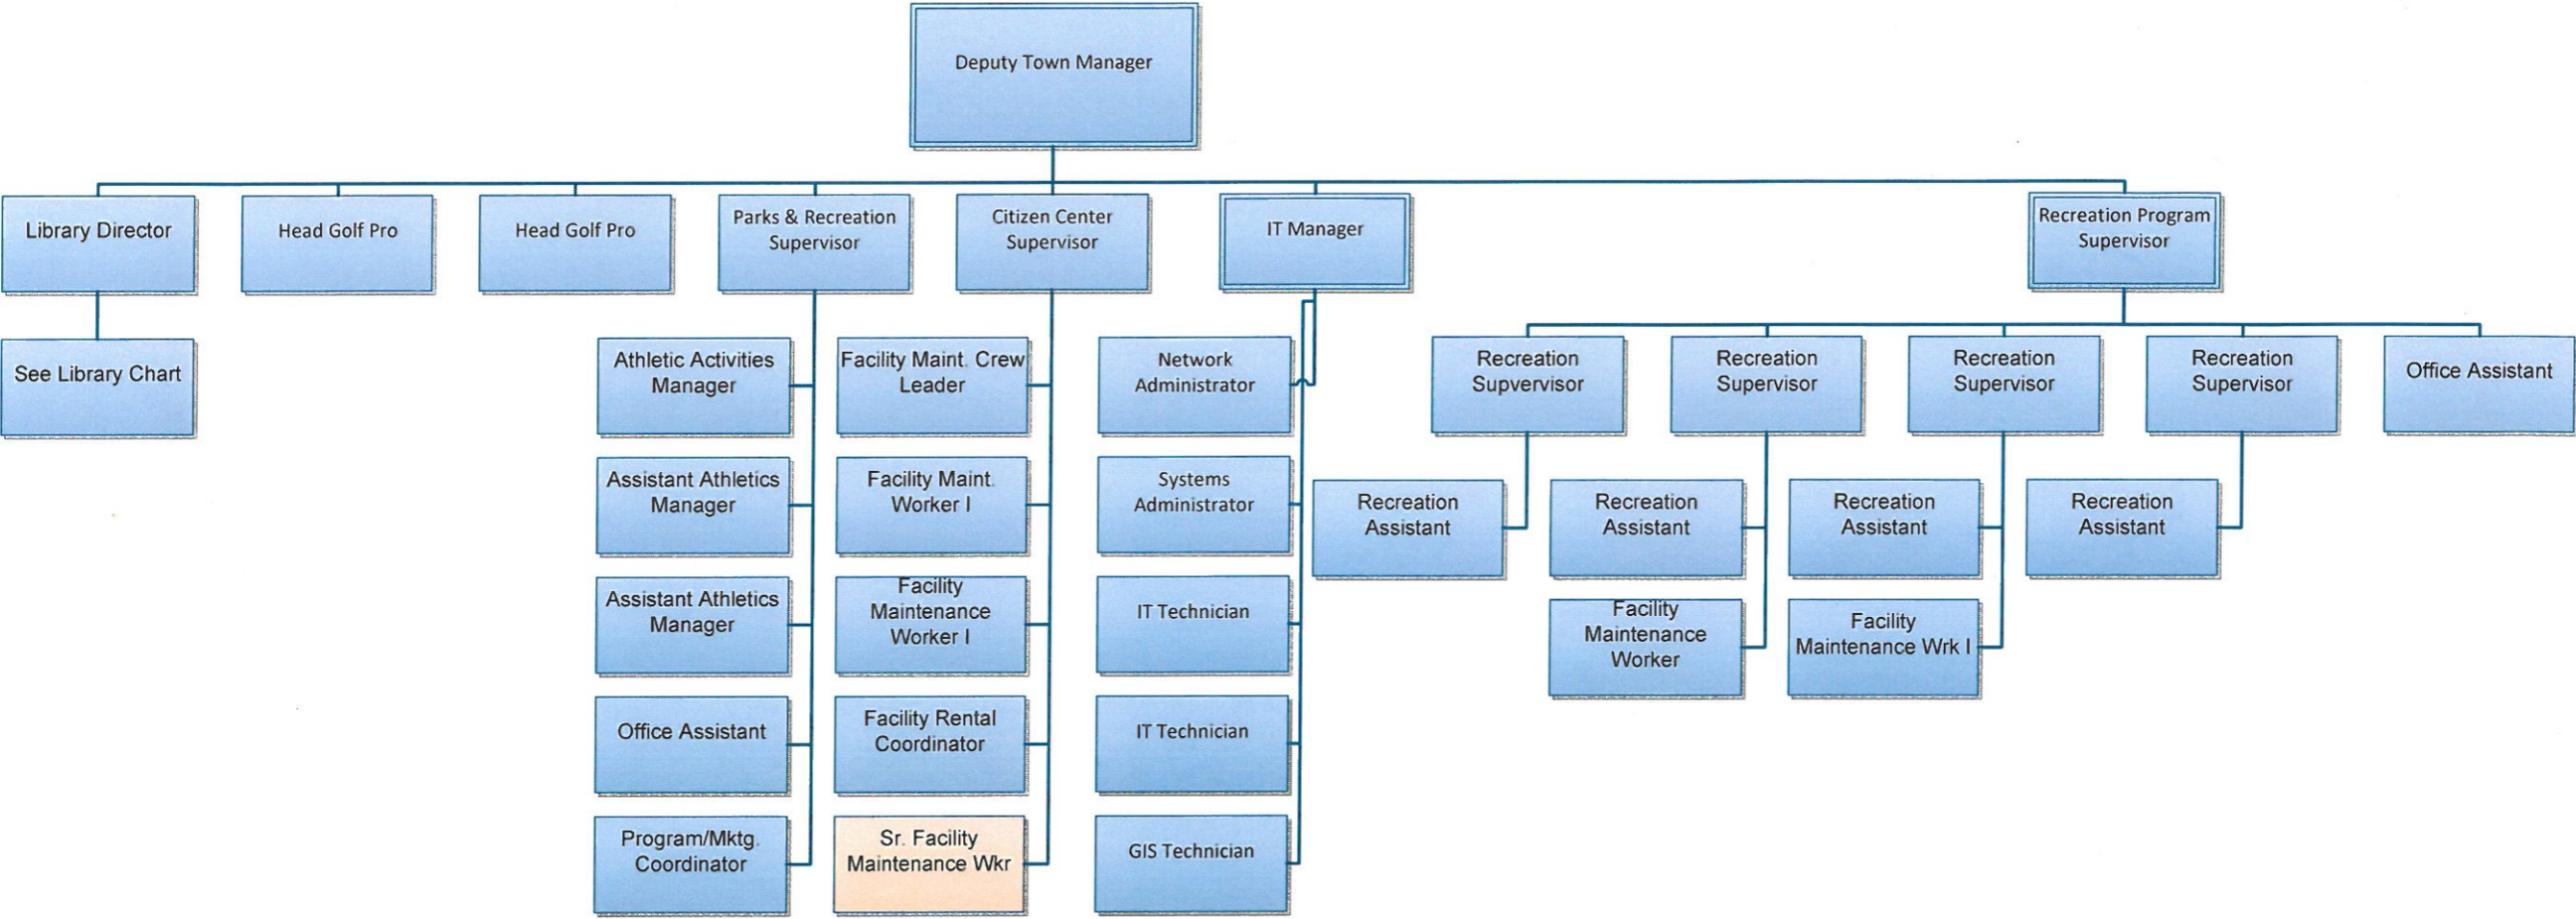 Deputy Town Manager
Library Director
Head Golf Pro
Head Golf Pro
Parks & Recreation
Supervisor
Citizen Center
Supervisor
IT Manager
Recreation Program
Supervisor
See Library Chart
Athletic Activities
Manager
Assistant Athletics
Manager
Assistant Athletics
Manager
Office Assistant
Program/Mktg.
Coordinator
Facility Maint. Crew
Leader
Facility Maint.
Worker I
Facility
Maintenance
Worker I
Facility Rental
Coordinator
Sr. Facility
Maintenance Wkr
Network
Administrator
Systems
Administrator
IT Technician
IT Technician
GIS Technician
Recreation
Supvervisor
Recreation
Assistant
Recreation
Supervisor
Recreation
Assistant
Facility
Maintenance
Worker
Recreation
Supervisor
Recreation
Assistant
Facility
Maintenance Wrk I
Recreation
Supervisor
Recreation
Assistant
Office Assistant